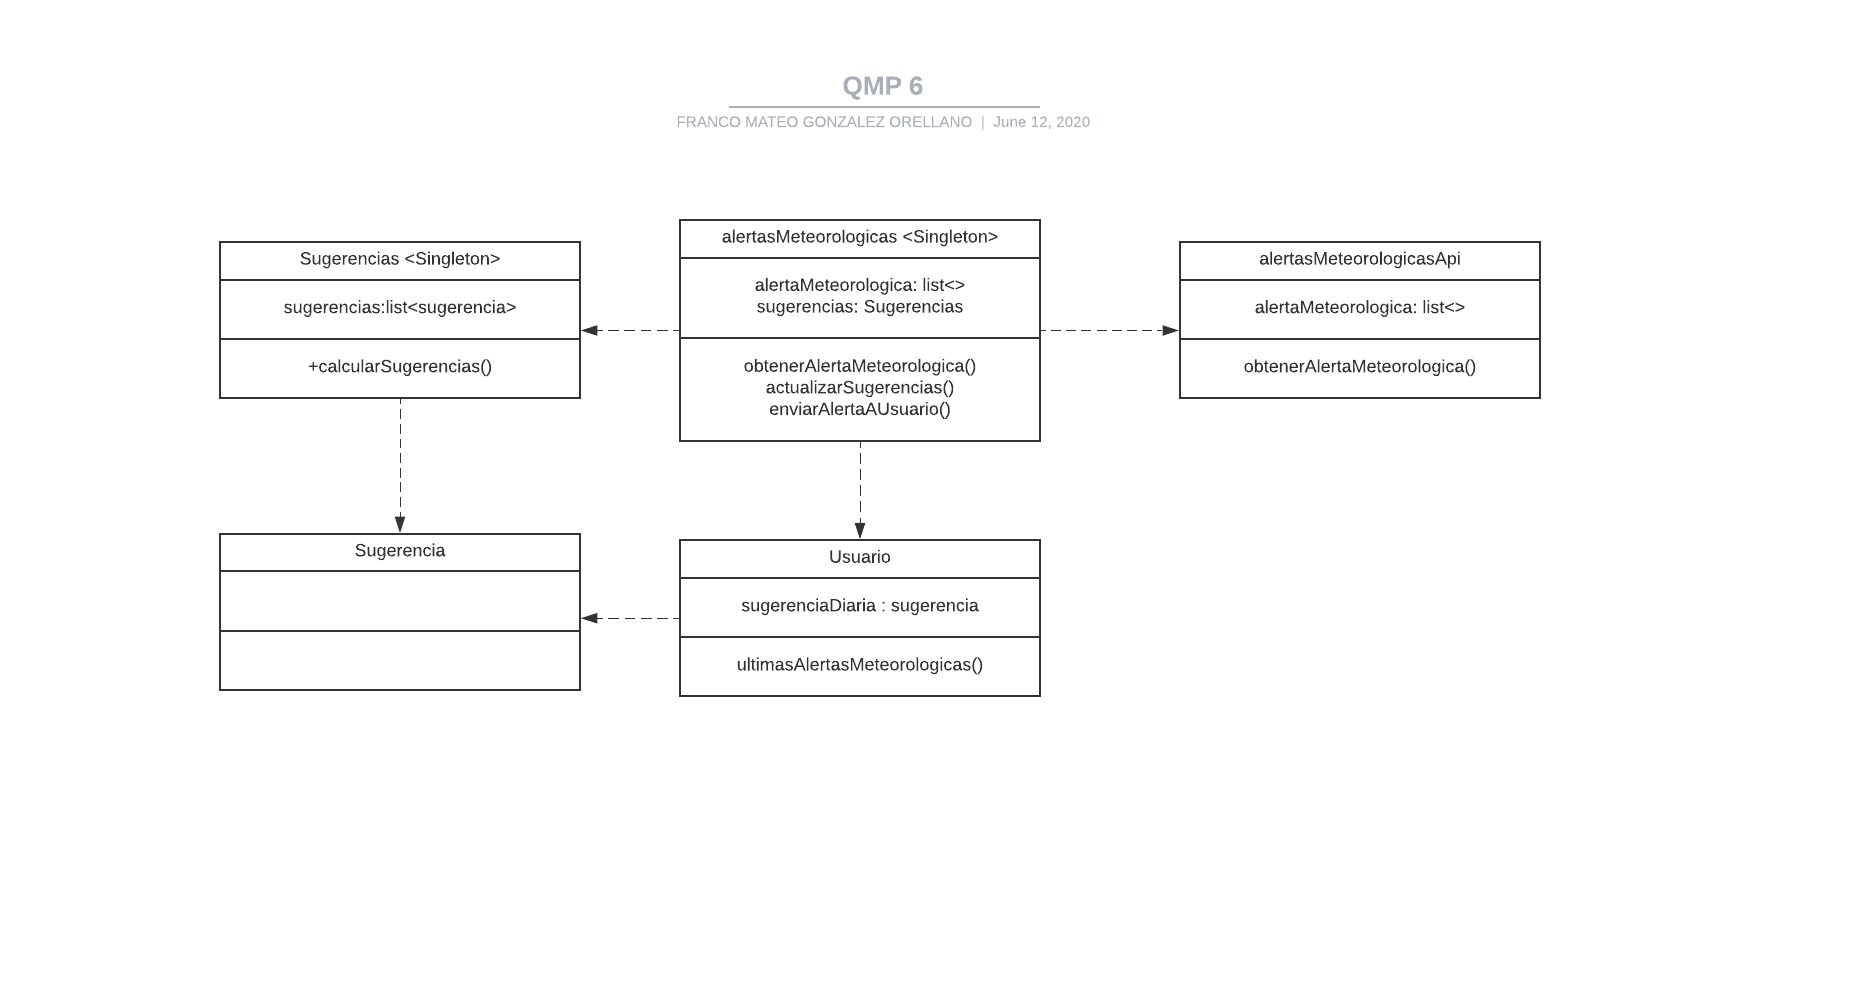 QMP 6
FRANCO MATEO GONZALEZ ORELLANO | June 12, 2020
Sugerencias <Singleton>
sugerencias:list<sugerencia>
+calcularSugerencias()
alertasMeteorologicas <Singleton>
alertaMeteorologica: list<>
sugerencias: Sugerencias
obtenerAlertaMeteorologica()
actualizarSugerencias()
enviarAlertaAUsuario()
alertasMeteorologicasApi
alertaMeteorologica: list<>
obtenerAlertaMeteorologica()
Sugerencia
Usuario
sugerenciaDiaria : sugerencia
ultimasAlertasMeteorologicas()